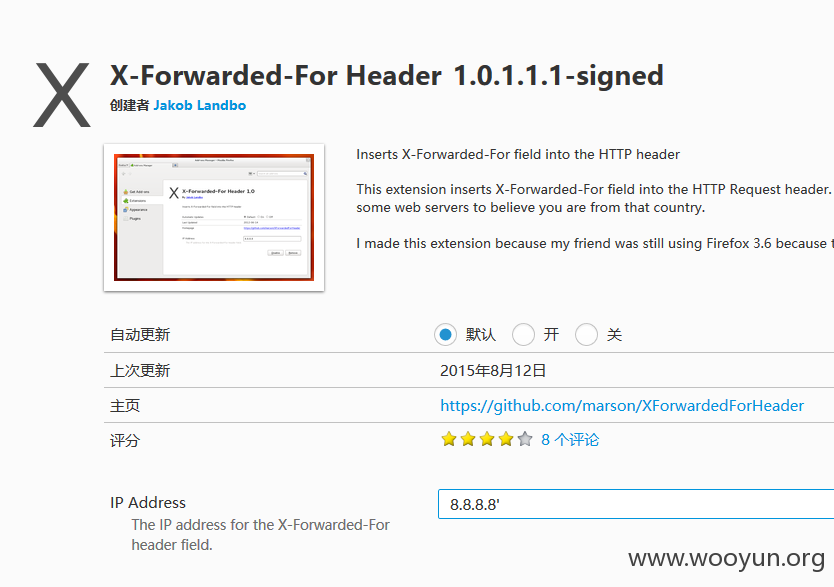 X-Forwarded-For Header 1.0.1.1.1-signed
创建者 Jakob Landbo
Inserts X-Forwarded-For field into the HTTP header
This extension inserts X-Forwarded-For field into the HTTP Request header.
some web servers to believe you are from that country.
I made this extension because my friend was still using Firefox 3.6 because
X-Forwarded-For Header 1.0
自动更新 默认 开 关
上次更新 2015年8月12日
主页 https://github.com/marson/XForwardedForHeader
评分 8 个评论
IP Address 8.8.8.8'
The IP address for the X-Forwarded-For
header field.
www.wooyun.org